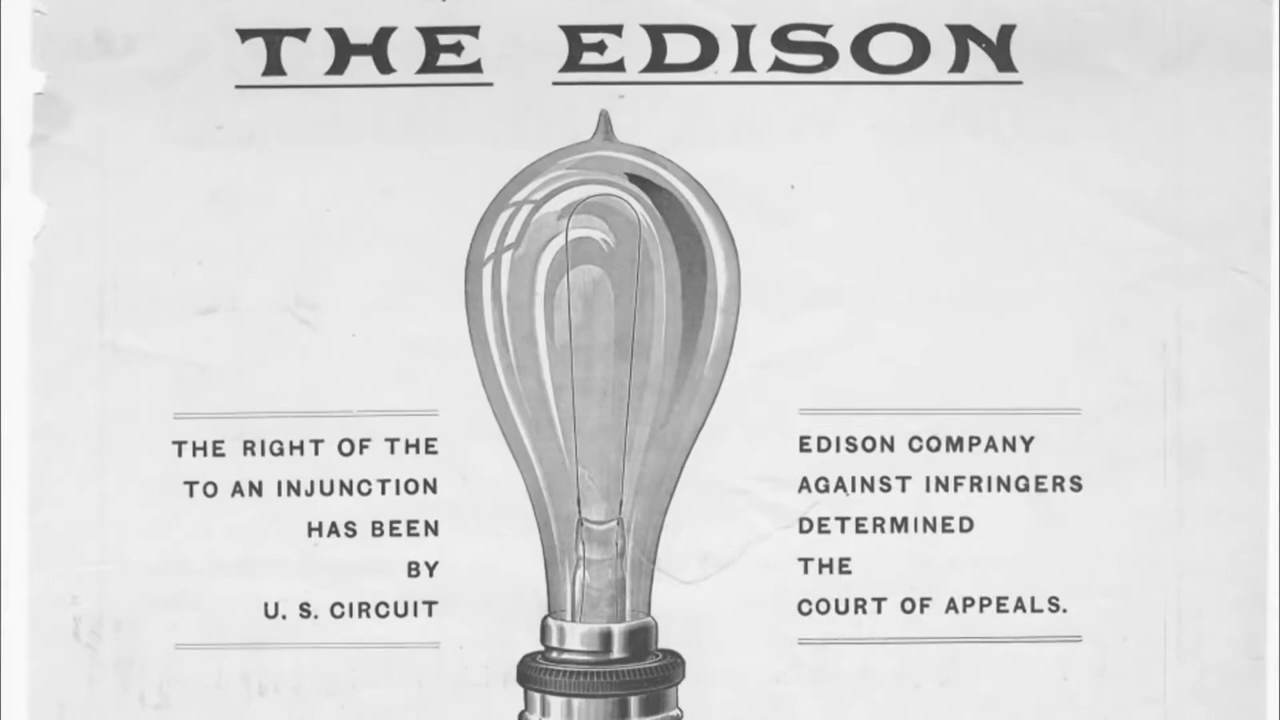 THE EDISON
THE RIGHT OF THE EDISON COMPANY
TO AN INJUNCTION AGAINST INFRINGERS
HAS BEEN DETERMINED
BY THE
U. S. CIRCUIT COURT OF APPEALS.